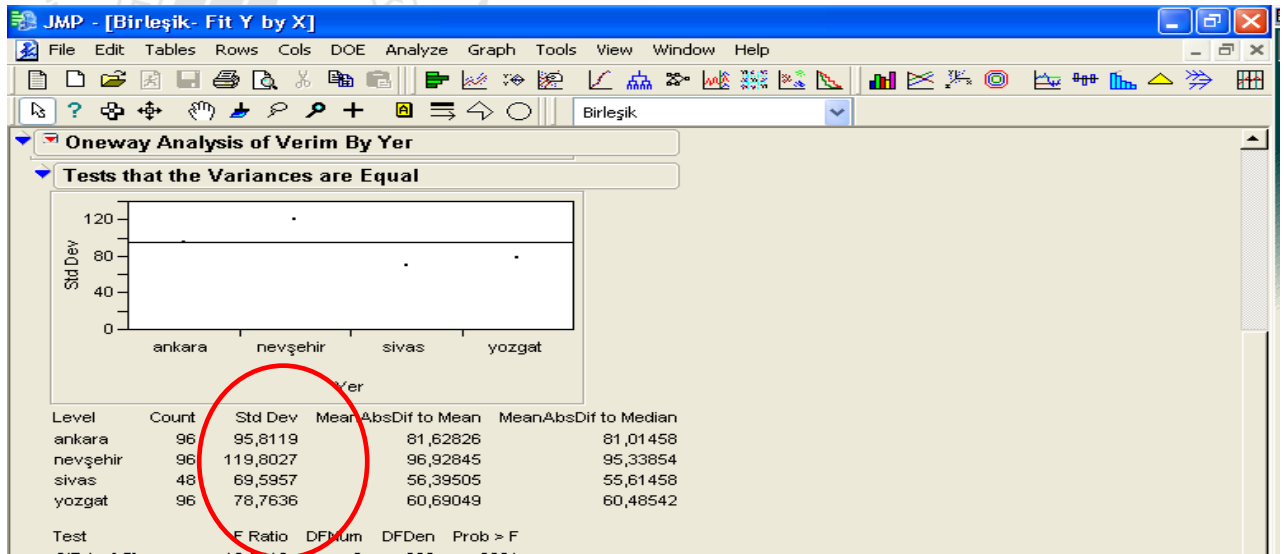 JMP - [Birleşik- Fit Y by X]
File Edit Tables Rows Cols DOE Analyze Graph Tools View Window Help
Birleşik
Oneway Analysis of Verim By Yer
Tests that the Variances are Equal
120
80
40
0
Std Dev
ankara nevşehir sivas yozgat
Yer
Level Count Std Dev MeanAbsDif to Mean MeanAbsDif to Median
ankara 96 95,8119 81,62826 81,01458
nevşehir 96 119,8027 96,92845 95,33854
sivas 48 69,5957 56,39505 55,61458
yozgat 96 78,7636 60,69049 60,48542
Test F Ratio DFNum DFDen Prob > F